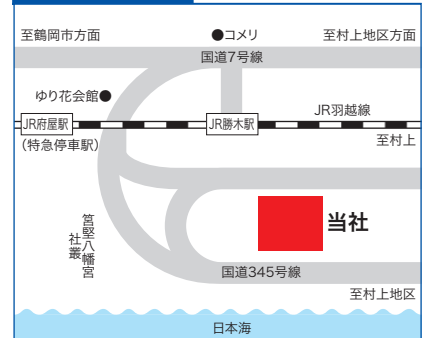 至鶴岡市方面
●コメリ
至村上地区方面
国道7号線
ゆり花会館●
JR羽越線
JR府屋駅
JR勝木駅
(特急停車駅)
至村上
当社
筥堅八幡宮
社叢
国道345号線
至村上地区
日本海